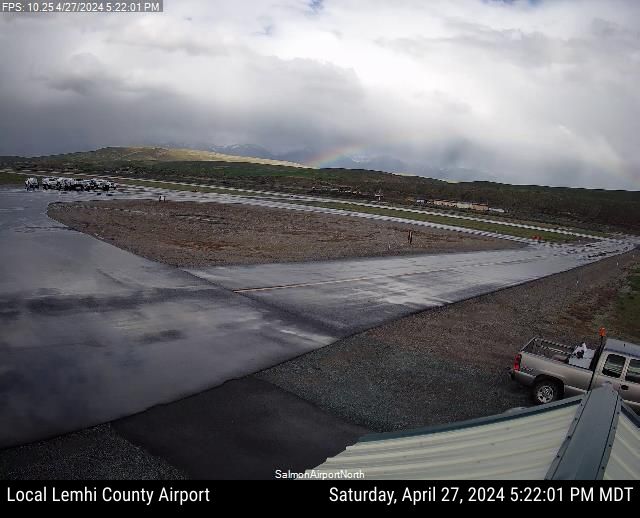 FPS: 10.25 4/27/2024 5:22:01 PM
SalmonAirportNorth
Local Lemhi County Airport
Saturday, April 27, 2024 5:22:01 PM MDT